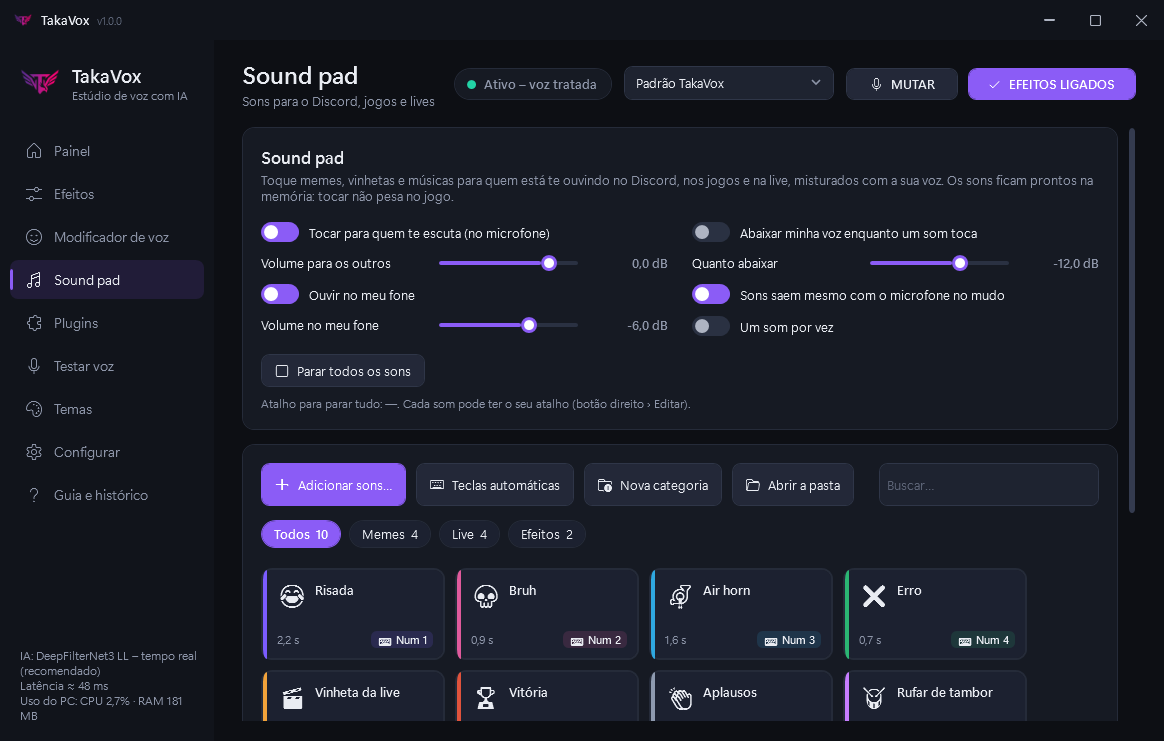 TakaVox v1.0.0
TakaVox
Estúdio de voz com IA
Painel
Efeitos
Modificador de voz
Sound pad
Plugins
Testar voz
Temas
Configurar
Guia e histórico
IA: DeepFilterNet3 LL – tempo real
(recomendado)
Latência ≈ 48 ms
Uso do PC: CPU 2,7% · RAM 181
MB
Sound pad
Sons para o Discord, jogos e lives
Ativo – voz tratada
Padrão TakaVox
MUTAR
EFEITOS LIGADOS
Sound pad
Toque memes, vinhetas e músicas para quem está te ouvindo no Discord, nos jogos e na live, misturados com a sua voz. Os sons ficam prontos na
memória: tocar não pesa no jogo.
Tocar para quem te escuta (no microfone)
Volume para os outros 0,0 dB
Ouvir no meu fone
Volume no meu fone -6,0 dB
Abaixar minha voz enquanto um som toca
Quanto abaixar -12,0 dB
Sons saem mesmo com o microfone no mudo
Um som por vez
Parar todos os sons
Atalho para parar tudo: —. Cada som pode ter o seu atalho (botão direito › Editar).
Adicionar sons...
Teclas automáticas
Nova categoria
Abrir a pasta
Buscar...
Todos 10
Memes 4
Live 4
Efeitos 2
Risada
2,2 s
Num 1
Bruh
0,9 s
Num 2
Air horn
1,6 s
Num 3
Erro
0,7 s
Num 4
Vinheta da live
Vitória
Aplausos
Rufar de tambor